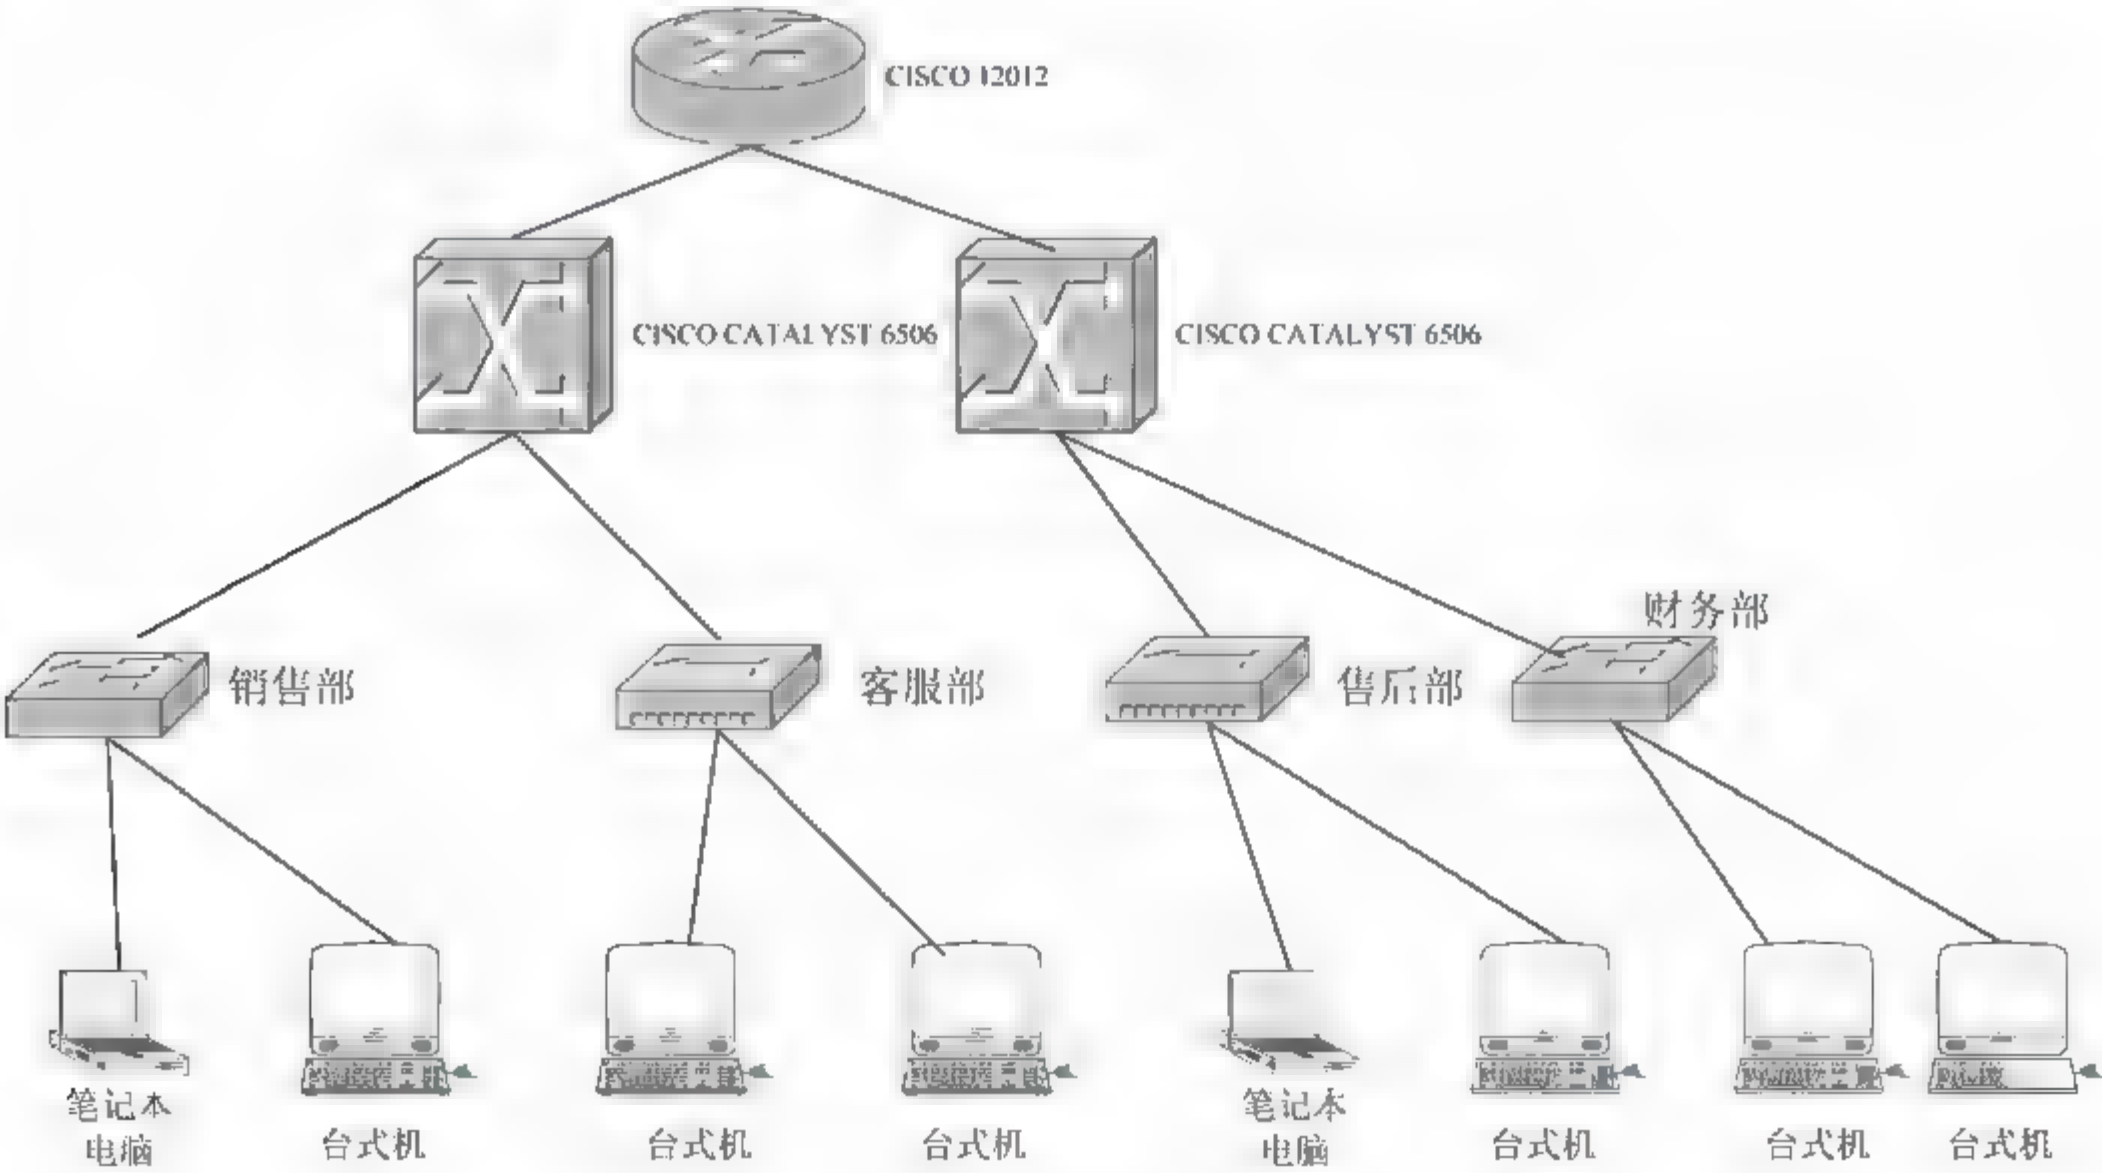 CISCO 12012
CISCO CATALYST 6506
CISCO CATALYST 6506
财务部
销售部
客服部
售后部
笔记本
电脑
台式机
台式机
台式机
笔记本
电脑
台式机
台式机
台式机